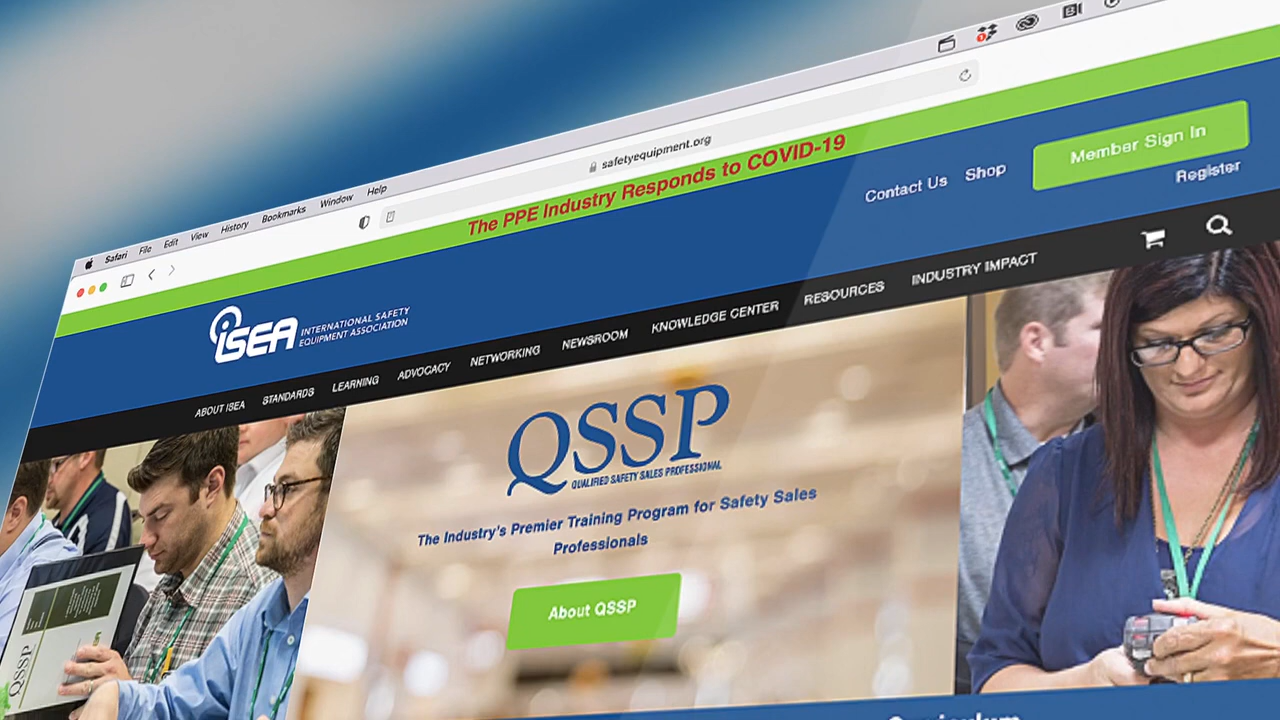 Safari File Edit View History Bookmarks Window Help
safetyequipment.org
The PPE Industry Responds to COVID-19
Contact Us Shop Member Sign In
Register
iSEA INTERNATIONAL SAFETY
EQUIPMENT ASSOCIATION
ABOUT ISEA STANDARDS LEARNING ADVOCACY NETWORKING NEWSROOM KNOWLEDGE CENTER RESOURCES INDUSTRY IMPACT
QSSP
QUALIFIED SAFETY SALES PROFESSIONAL
The Industry's Premier Training Program for Safety Sales
Professionals
About QSSP
QSSP